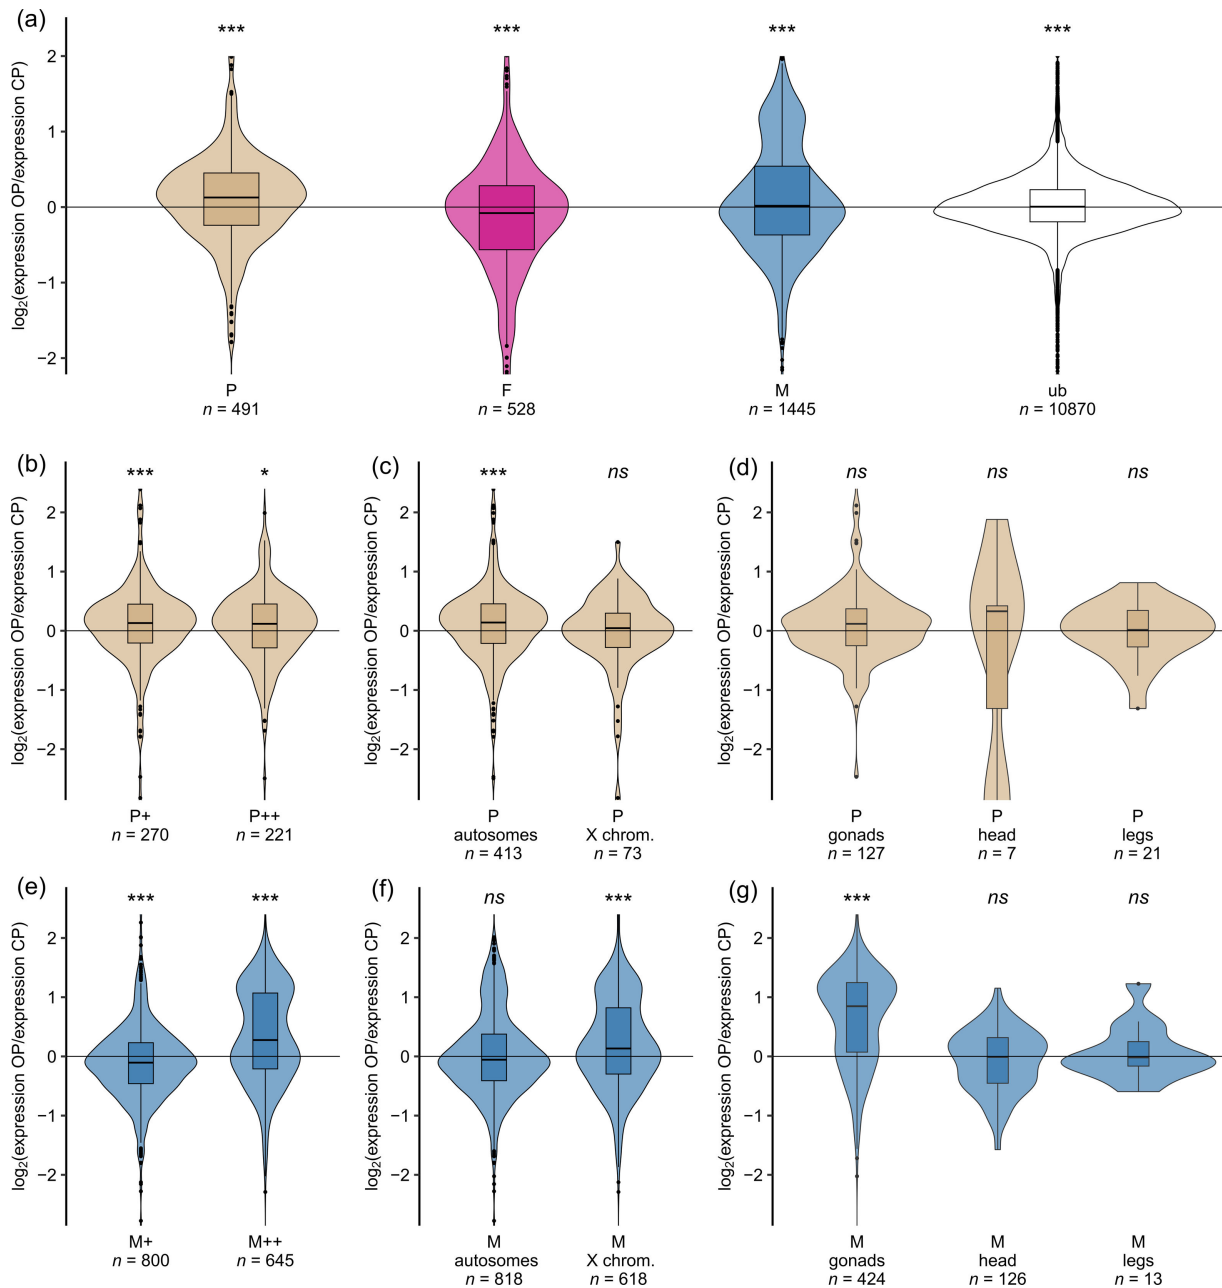 (a)
*** *** *** ***
2
1
0
−1
−2
log2(expression OP/expression CP)
P F M ub
n = 491 n = 528 n = 1445 n = 10870
(b)
*** *
2
1
0
−1
−2
log2(expression OP/expression CP)
P+ P++
n = 270 n = 221
(c)
*** ns
2
1
0
−1
−2
log2(expression OP/expression CP)
P P
autosomes X chrom.
n = 413 n = 73
(d)
ns ns ns
2
1
0
−1
−2
log2(expression OP/expression CP)
P P P
gonads head legs
n = 127 n = 7 n = 21
(e)
*** ***
2
1
0
−1
−2
log2(expression OP/expression CP)
M+ M++
n = 800 n = 645
(f)
ns ***
2
1
0
−1
−2
log2(expression OP/expression CP)
M M
autosomes X chrom.
n = 818 n = 618
(g)
*** ns ns
2
1
0
−1
−2
log2(expression OP/expression CP)
M M M
gonads head legs
n = 424 n = 126 n = 13